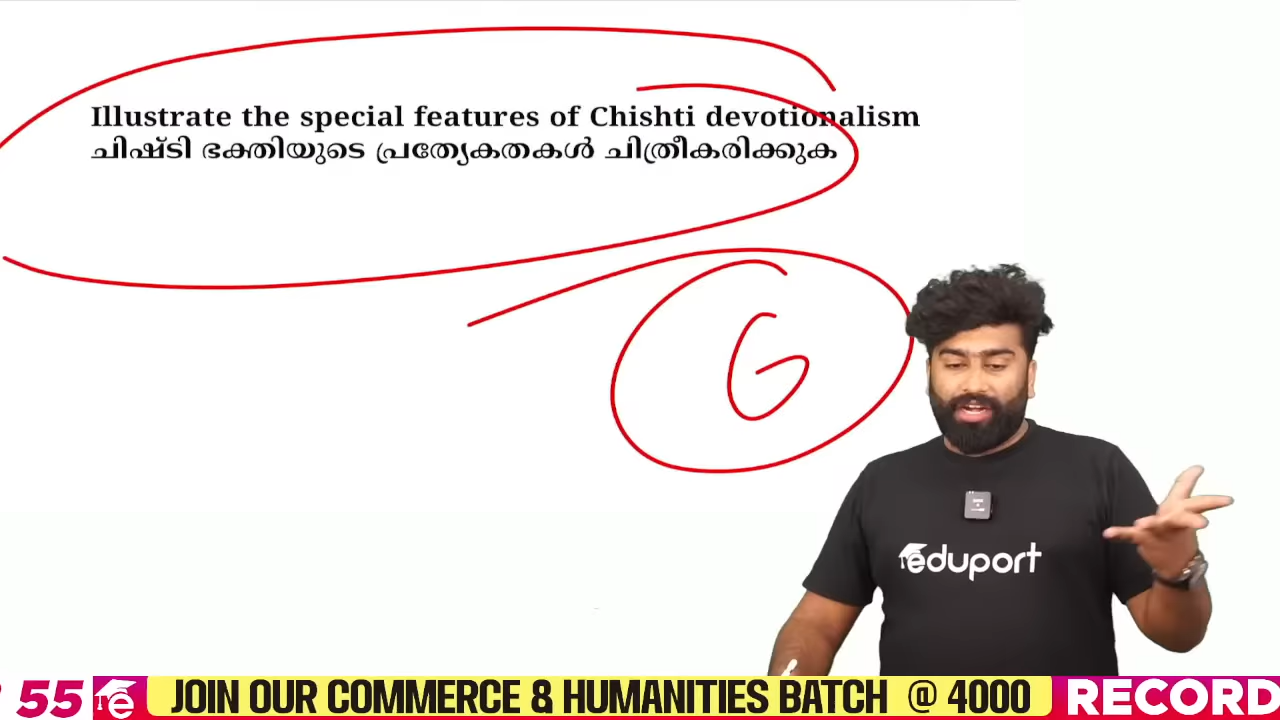 Illustrate the special features of Chishti devotionalism
ചിഷ്ടി ഭക്തിയുടെ പ്രത്യേകതകൾ ചിത്രീകരിക്കുക
6
eduport
55 e JOIN OUR COMMERCE & HUMANITIES BATCH @ 4000 RECORD